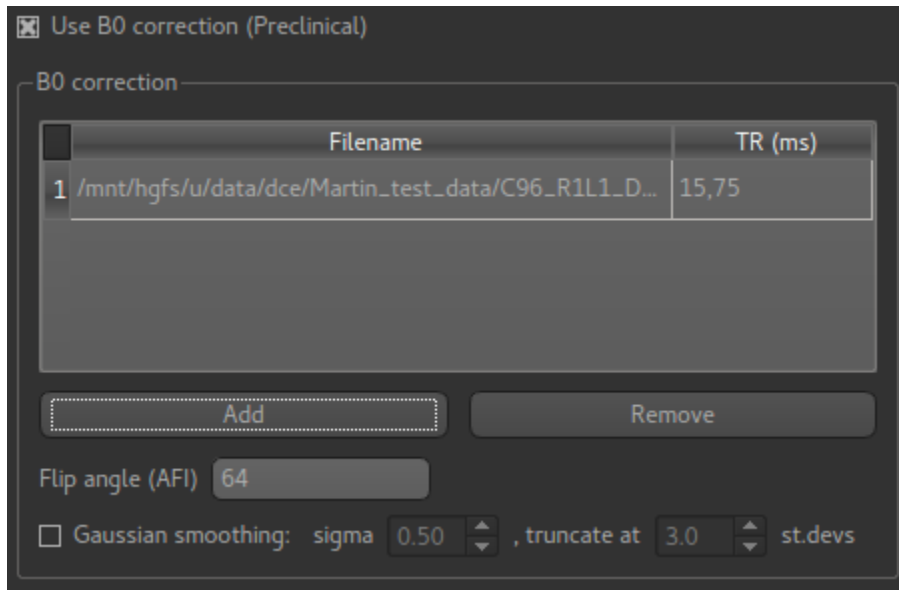 Use B0 correction (Preclinical)
B0 correction
Filename TR (ms)
1 /mnt/hgfs/u/data/dce/Martin_test_data/C96_R1L1_D... 15,75
Add Remove
Flip angle (AFI) 64
Gaussian smoothing: sigma 0.50 , truncate at 3.0 st.devs